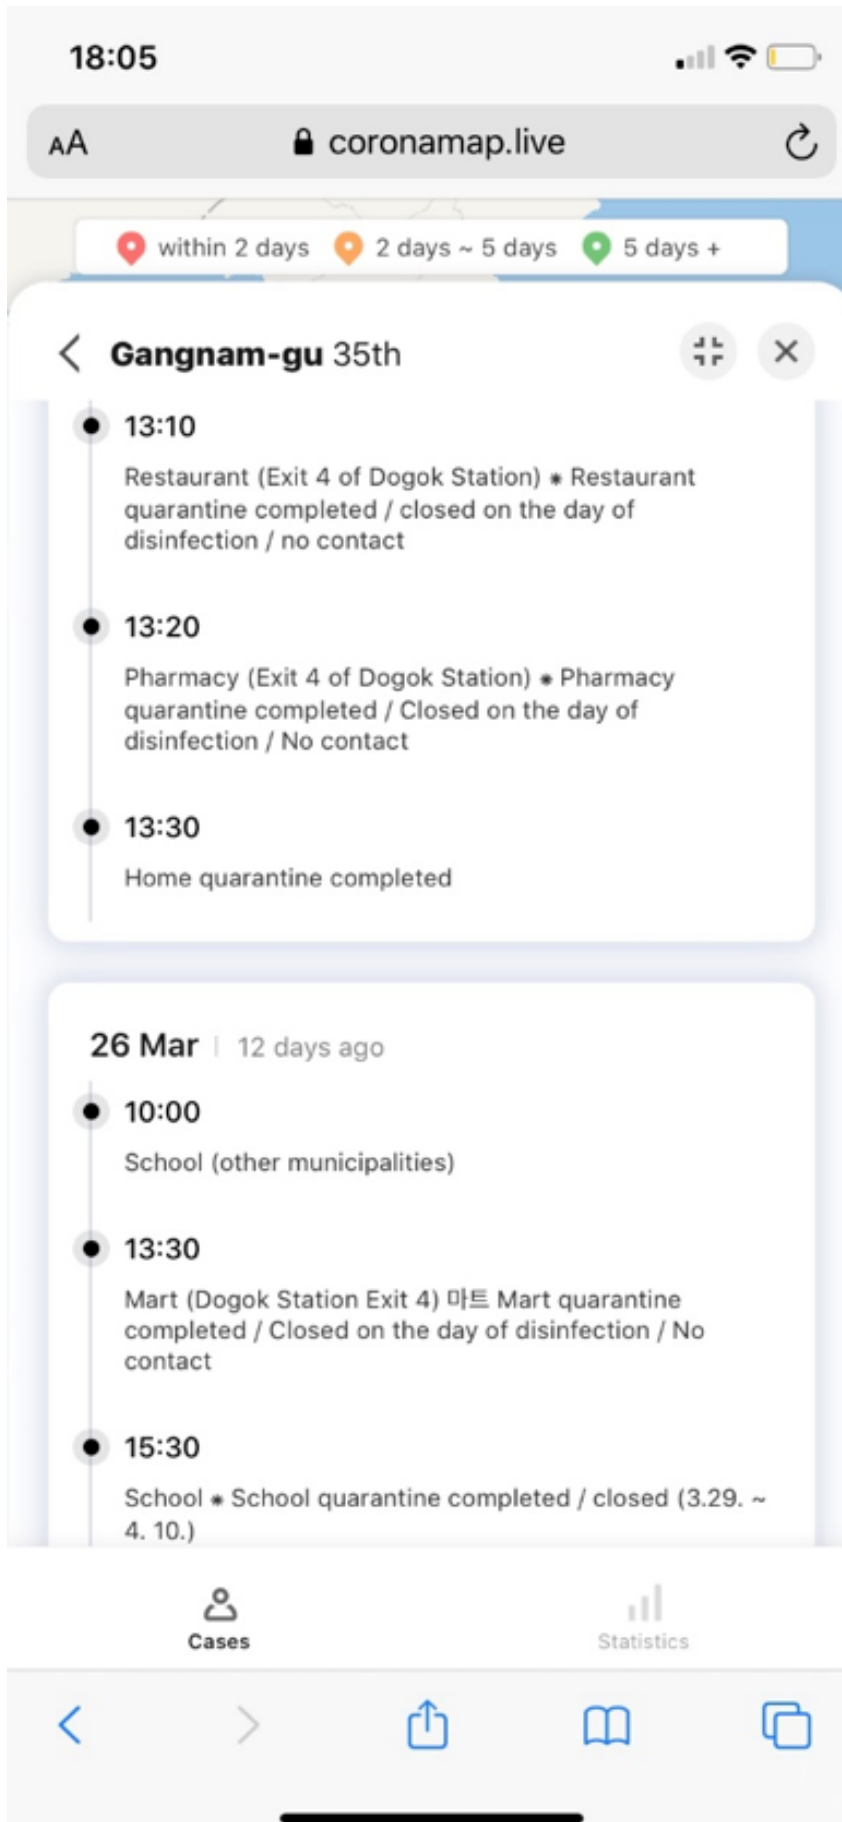 18:05
AA coronamap.live
within 2 days 2 days ~ 5 days 5 days +
Gangnam-gu 35th
13:10
Restaurant (Exit 4 of Dogok Station) * Restaurant
quarantine completed / closed on the day of
disinfection / no contact
13:20
Pharmacy (Exit 4 of Dogok Station) * Pharmacy
quarantine completed / Closed on the day of
disinfection / No contact
13:30
Home quarantine completed
26 Mar | 12 days ago
10:00
School (other municipalities)
13:30
Mart (Dogok Station Exit 4) 마트 Mart quarantine
completed / Closed on the day of disinfection / No
contact
15:30
School * School quarantine completed / closed (3.29. ~
4. 10.)
Cases Statistics